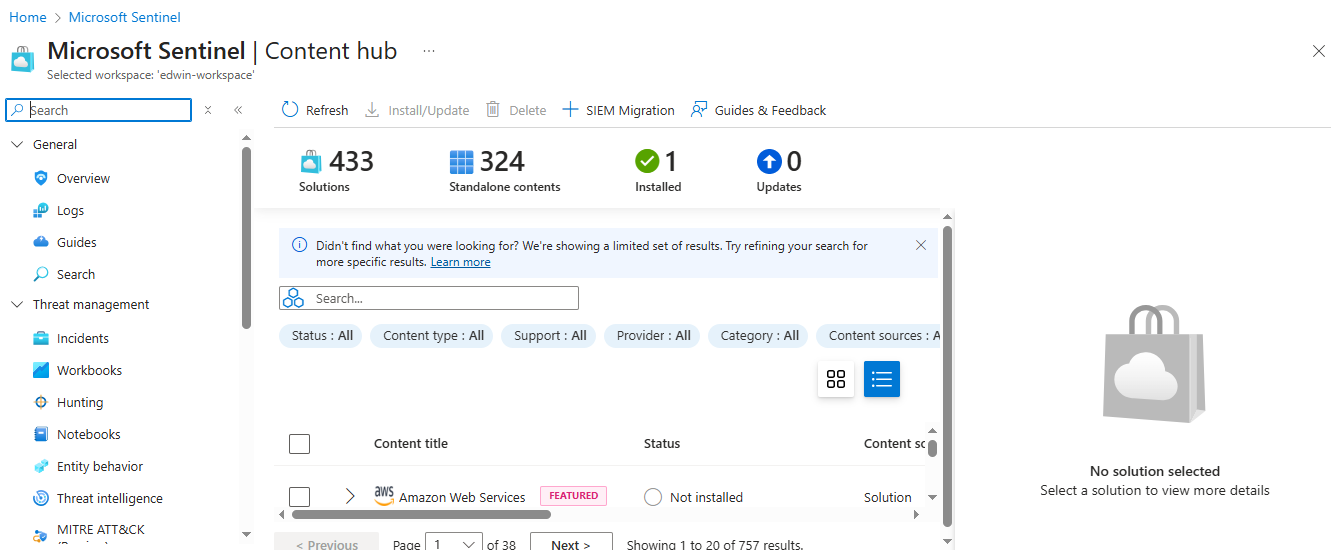 Home > Microsoft Sentinel
Microsoft Sentinel | Content hub ...
Selected workspace: 'edwin-workspace'
Search
General
Overview
Logs
Guides
Search
Threat management
Incidents
Workbooks
Hunting
Notebooks
Entity behavior
Threat intelligence
MITRE ATT&CK
Refresh Install/Update Delete SIEM Migration Guides & Feedback
433 324 1 0
Solutions Standalone contents Installed Updates
Didn't find what you were looking for? We're showing a limited set of results. Try refining your search for
more specific results. Learn more
Search...
Status : All Content type : All Support : All Provider : All Category : All Content sources :
Content title Status Content
aws Amazon Web Services FEATURED Not installed Solution
< Previous Page 1 of 38 Next > Showing 1 to 20 of 757 results.
No solution selected
Select a solution to view more details